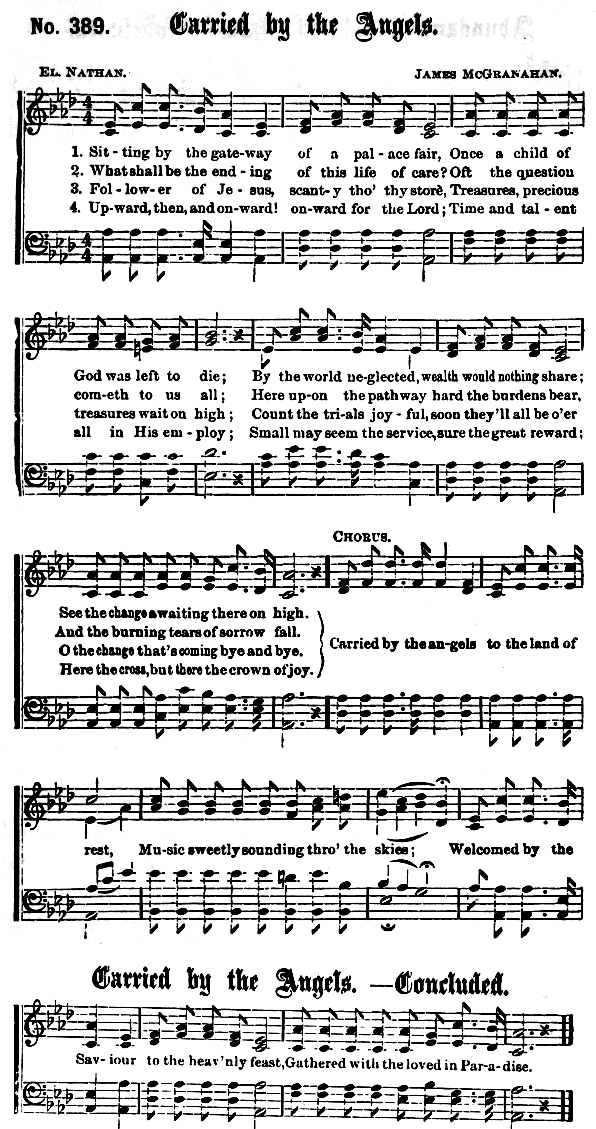 No. 389. Carried by the Angels.
El. Nathan. James McGranahan.
1. Sit - ting by the gate-way of a pal - ace fair, Once a child of
2. What shall be the end - ing of this life of care? Oft the question
3. Fol - low - er of Je - sus, scant-y tho' thy store, Treasures, precious
4. Up-ward, then, and on-ward! on-ward for the Lord; Time and tal - ent
God was left to die; By the world ne-glected, wealth would nothing share;
com-eth to us all; Here up-on the pathway hard the burdens bear,
treasures wait on high; Count the tri-als joy - ful, soon they'll all be o'er
all in His em - ploy; Small may seem the service, sure the great reward;
Chorus.
See the change awaiting there on high.
And the burning tears of sorrow fall.
O the change that's coming bye and bye.
Here the cross, but there the crown of joy.
Carried by the an-gels to the land of
rest, Mu-sic sweetly sounding thro' the skies; Welcomed by the
Carried by the Angels. —Concluded.
Sav - iour to the heav'nly feast, Gathered with the loved in Par-a-dise.